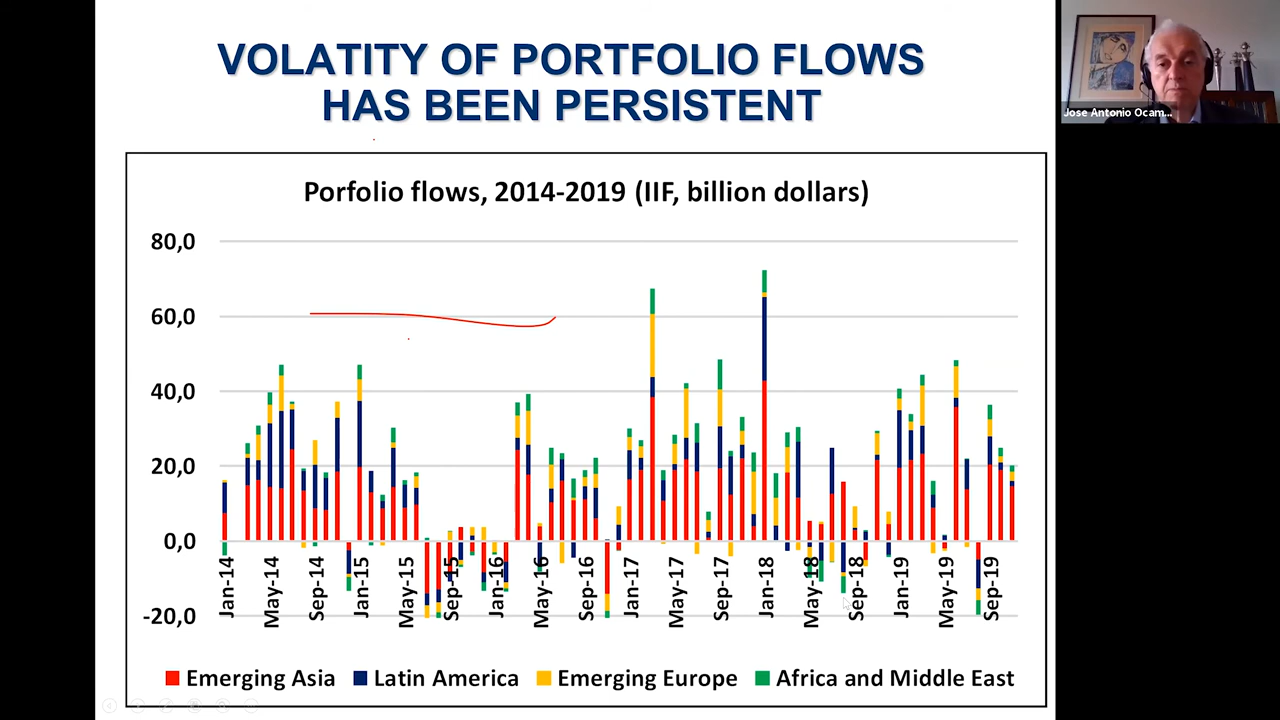 VOLATITY OF PORTFOLIO FLOWS
HAS BEEN PERSISTENT
Jose Antonio Ocam...
Porfolio flows, 2014-2019 (IIF, billion dollars)
80,0
60,0
40,0
20,0
0,0
-20,0
Jan-14
May-14
Sep-14
Jan-15
May-15
Sep-15
Jan-16
May-16
Sep-16
Jan-17
May-17
Sep-17
Jan-18
May-18
Sep-18
Jan-19
May-19
Sep-19
Emerging Asia
Latin America
Emerging Europe
Africa and Middle East